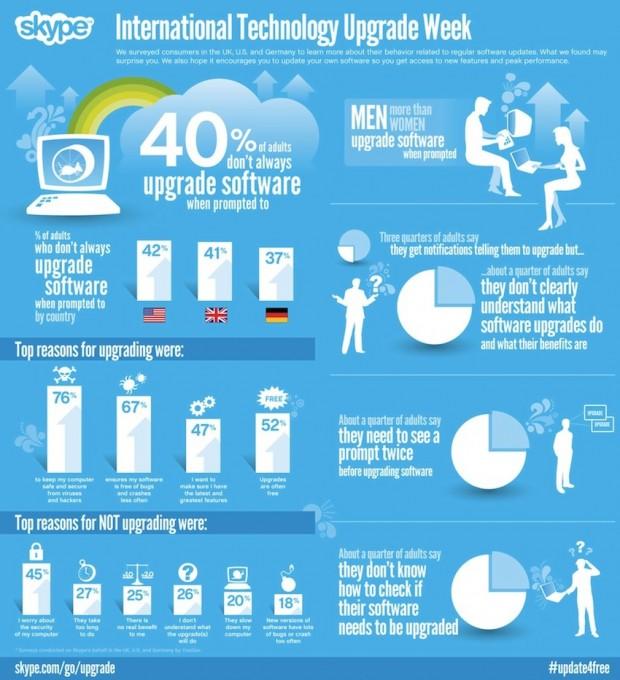 skype
International Technology Upgrade Week
We surveyed consumers in the UK, U.S. and Germany to learn more about their behavior related to regular software updates. What we found may
surprise you. We also hope it encourages you to update your own software so you get access to new features and peak performance.
40% of adults
don't always
upgrade software
when prompted to
MEN more than
WOMEN
upgrade software
when prompted
% of adults
who don't always
upgrade
software
when prompted to
by country
42%
41%
37%
Three quarters of adults say
they get notifications telling them to upgrade but...
...about a quarter of adults say
they don't clearly
understand what
software upgrades do
and what their benefits are
Top reasons for upgrading were:
76%
to keep my computer
safe and secure
from viruses
and hackers
67%
ensures my software
is free of bugs
and crashes
less often
47%
I want to
make sure I have
the latest and
greatest features
FREE
52%
Upgrades
are often
free
About a quarter of adults say
they need to see a
prompt twice
before upgrading software
UPGRADE
UPGRADE
Top reasons for NOT upgrading were:
45%
I worry about
the security
of my computer
27%
They take
too long
to do
25%
There is
no real benefit
to me
26%
I don't
understand what
the upgrade(s)
will do
20%
They slow
down my
computer
18%
New versions of
software have lots
of bugs or crash
too often
About a quarter of adults say
they don't know
how to check if
their software
needs to be upgraded
* Surveys conducted on Skype's behalf in the UK, U.S. and Germany by YouGov.
skype.com/go/upgrade
#update4free